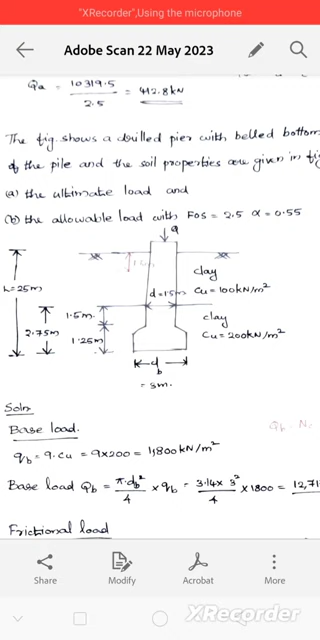 "XRecorder",Using the microphone
Adobe Scan 22 May 2023
Qa = 10319.5 / 2.5 = 412.8 kN
The fig. shows a drilled pier with belled bottom
of the pile and the soil properties are given in fig
(a) the ultimate load and
(b) the allowable load with FOS = 2.5 α = 0.55
Q
clay
Cu = 100kN/m²
L=25m
d=1.5m
1.5m
2.75m
1.25m
clay
Cu = 200kN/m²
db
= 3m.
Soln
Base load.
qb = 9.Cu = 9x200 = 1,800 kN/m²
Base load Qb = π.db²/4 x qb = 3.14x 3²/4 x 1800 = 12,71
Frictional load
Share
Modify
Acrobat
More
XRecorder